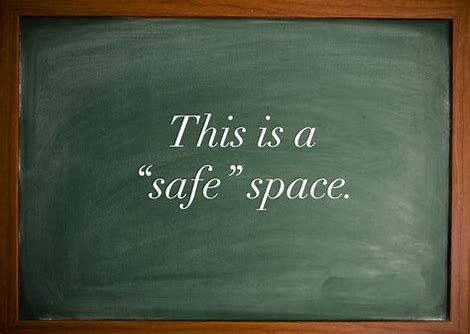 This is a
“safe” space.